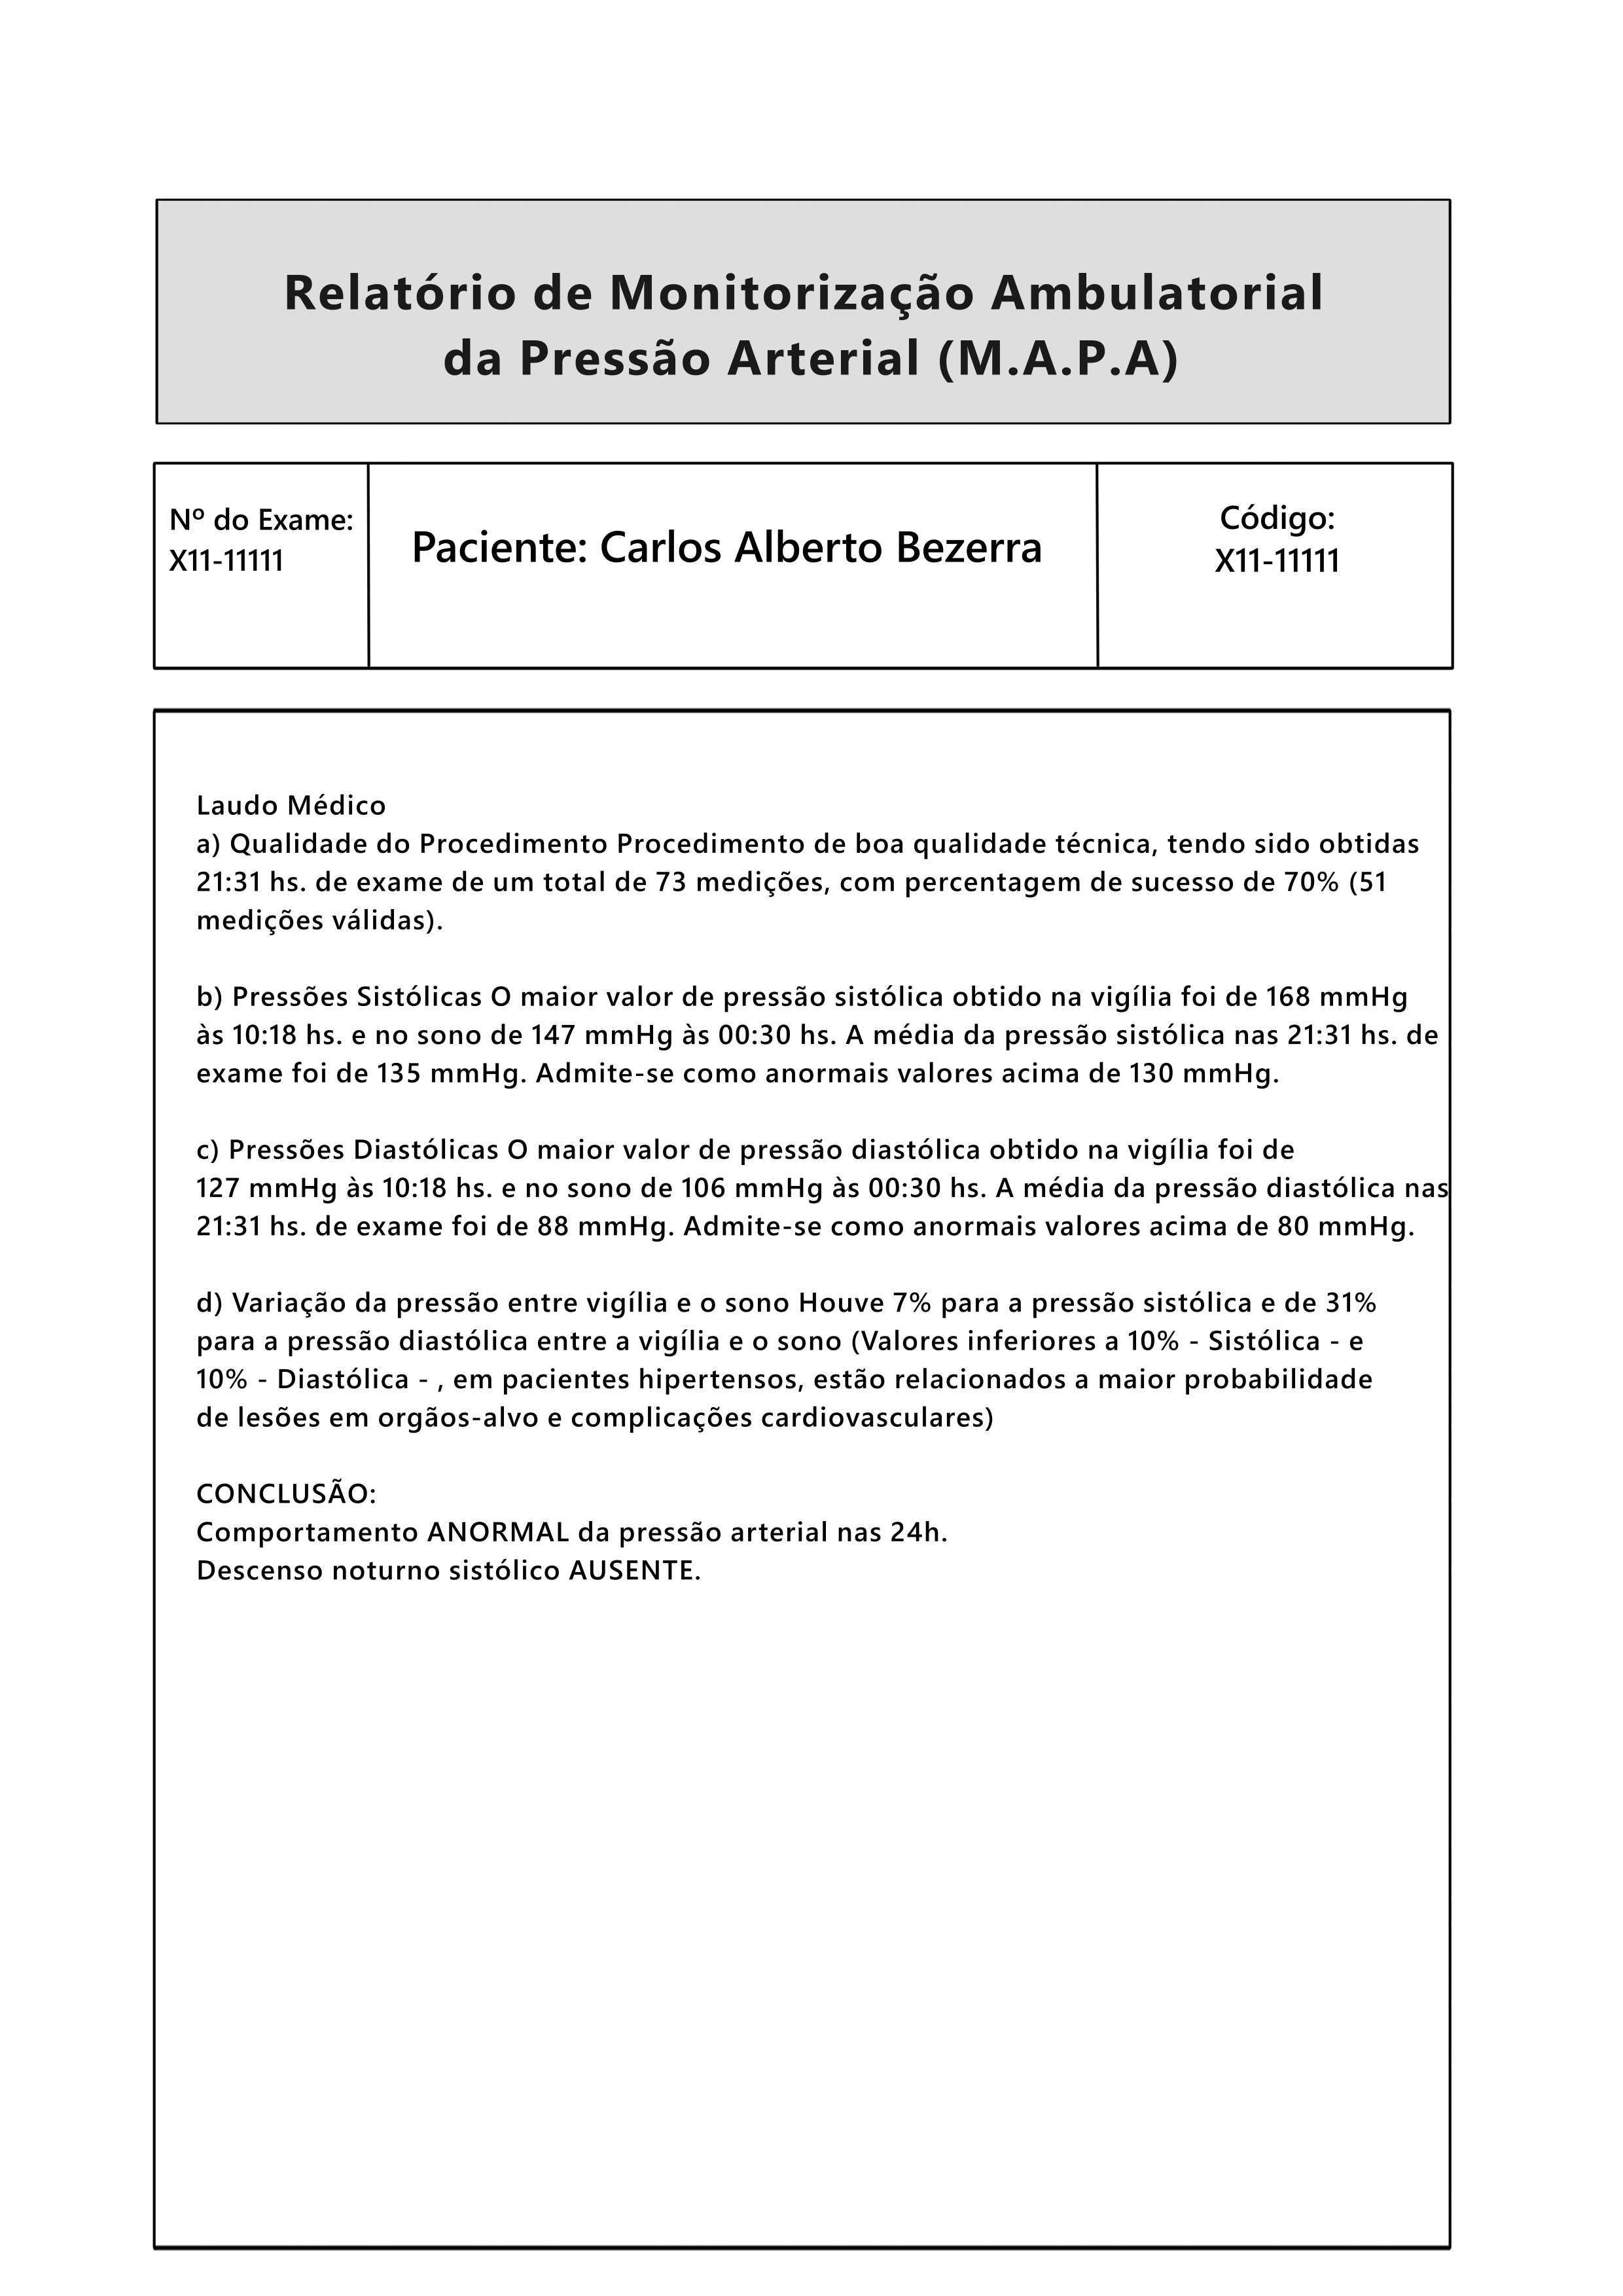 Relatório de Monitorização Ambulatorial
da Pressão Arterial (M.A.P.A)
Nº do Exame:
X11-11111
Paciente: Carlos Alberto Bezerra
Código:
X11-11111
Laudo Médico
a) Qualidade do Procedimento Procedimento de boa qualidade técnica, tendo sido obtidas
21:31 hs. de exame de um total de 73 medições, com percentagem de sucesso de 70% (51
medições válidas).
b) Pressões Sistólicas O maior valor de pressão sistólica obtido na vigília foi de 168 mmHg
às 10:18 hs. e no sono de 147 mmHg às 00:30 hs. A média da pressão sistólica nas 21:31 hs. de
exame foi de 135 mmHg. Admite-se como anormais valores acima de 130 mmHg.
c) Pressões Diastólicas O maior valor de pressão diastólica obtido na vigília foi de
127 mmHg às 10:18 hs. e no sono de 106 mmHg às 00:30 hs. A média da pressão diastólica nas
21:31 hs. de exame foi de 88 mmHg. Admite-se como anormais valores acima de 80 mmHg.
d) Variação da pressão entre vigília e o sono Houve 7% para a pressão sistólica e de 31%
para a pressão diastólica entre a vigília e o sono (Valores inferiores a 10% - Sistólica - e
10% - Diastólica - , em pacientes hipertensos, estão relacionados a maior probabilidade
de lesões em orgãos-alvo e complicações cardiovasculares)
CONCLUSÃO:
Comportamento ANORMAL da pressão arterial nas 24h.
Descenso noturno sistólico AUSENTE.